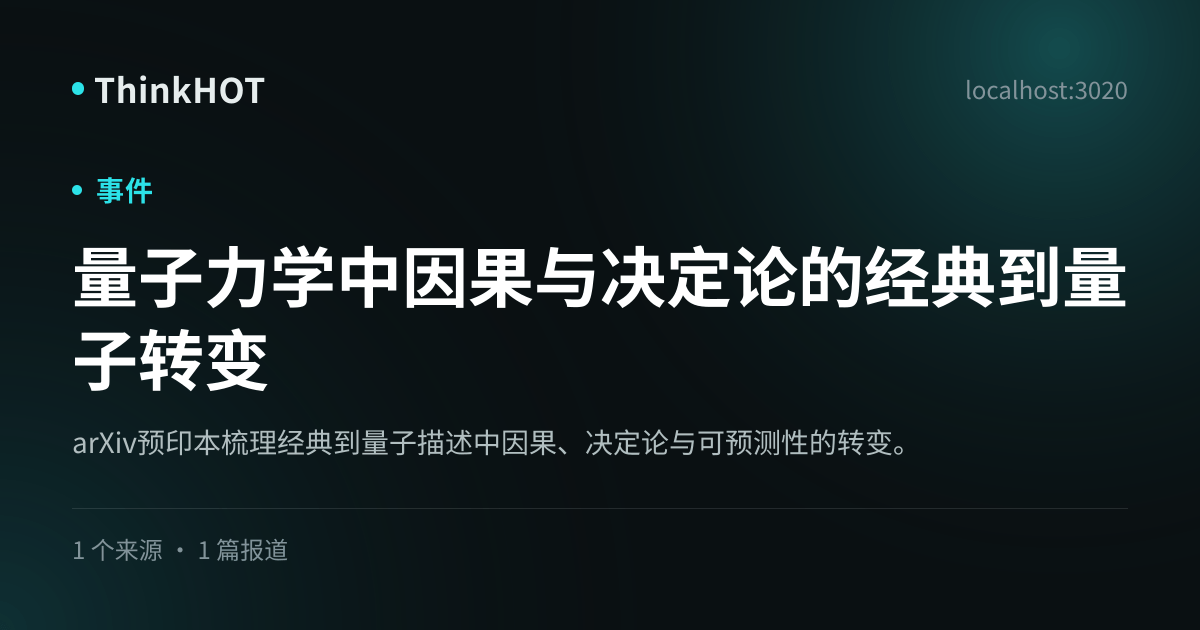 ThinkHOT
localhost:3020
事件
量子力学中因果与决定论的经典到量
子转变
arXiv预印本梳理经典到量子描述中因果、决定论与可预测性的转变。
1 个来源 · 1 篇报道